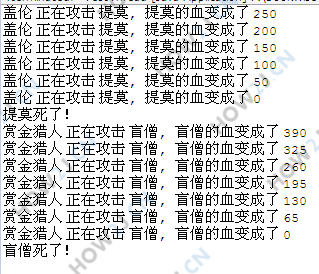 盖伦 正在攻击 提莫, 提莫的血变成了 250
盖伦 正在攻击 提莫, 提莫的血变成了 200
盖伦 正在攻击 提莫, 提莫的血变成了 150
盖伦 正在攻击 提莫, 提莫的血变成了 100
盖伦 正在攻击 提莫, 提莫的血变成了 50
盖伦 正在攻击 提莫, 提莫的血变成了 0
提莫死了!
赏金猎人 正在攻击 盲僧, 盲僧的血变成了 390
赏金猎人 正在攻击 盲僧, 盲僧的血变成了 325
赏金猎人 正在攻击 盲僧, 盲僧的血变成了 260
赏金猎人 正在攻击 盲僧, 盲僧的血变成了 195
赏金猎人 正在攻击 盲僧, 盲僧的血变成了 130
赏金猎人 正在攻击 盲僧, 盲僧的血变成了 65
赏金猎人 正在攻击 盲僧, 盲僧的血变成了 0
盲僧死了!